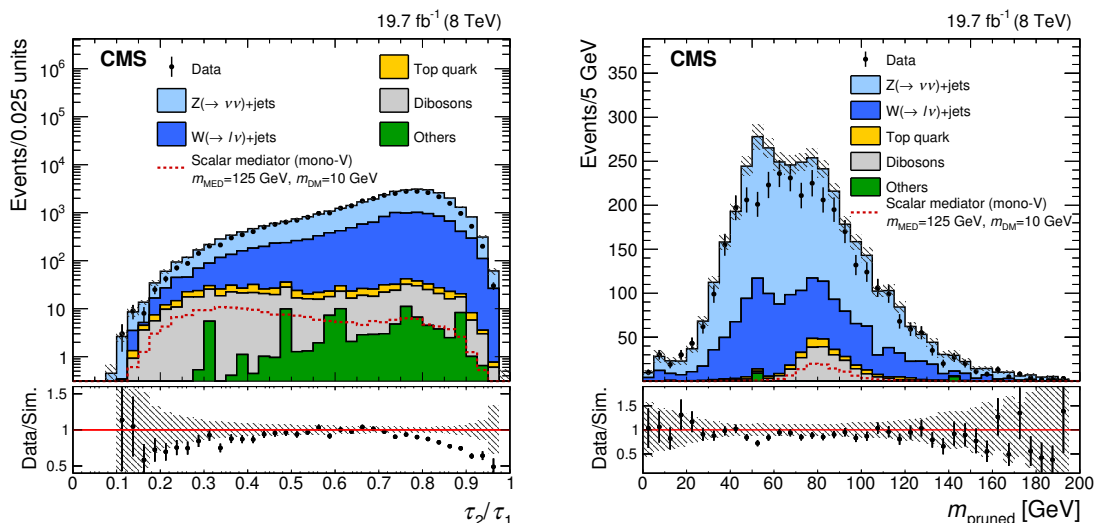 19.7 fb⁻¹ (8 TeV)
Events/0.025 units
10⁶
10⁵
10⁴
10³
10²
10
1
CMS
Data
Z(→ νν)+jets
W(→ lν)+jets
Top quark
Dibosons
Others
Scalar mediator (mono-V)
m_MED=125 GeV, m_DM=10 GeV
Data/Sim.
1.5
1
0.5
0 0.1 0.2 0.3 0.4 0.5 0.6 0.7 0.8 0.9 1
τ₂/τ₁
19.7 fb⁻¹ (8 TeV)
Events/5 GeV
350
300
250
200
150
100
50
CMS
Data
Z(→ νν)+jets
W(→ lν)+jets
Top quark
Dibosons
Others
Scalar mediator (mono-V)
m_MED=125 GeV, m_DM=10 GeV
Data/Sim.
1.5
1
0.5
0 20 40 60 80 100 120 140 160 180 200
m_pruned [GeV]